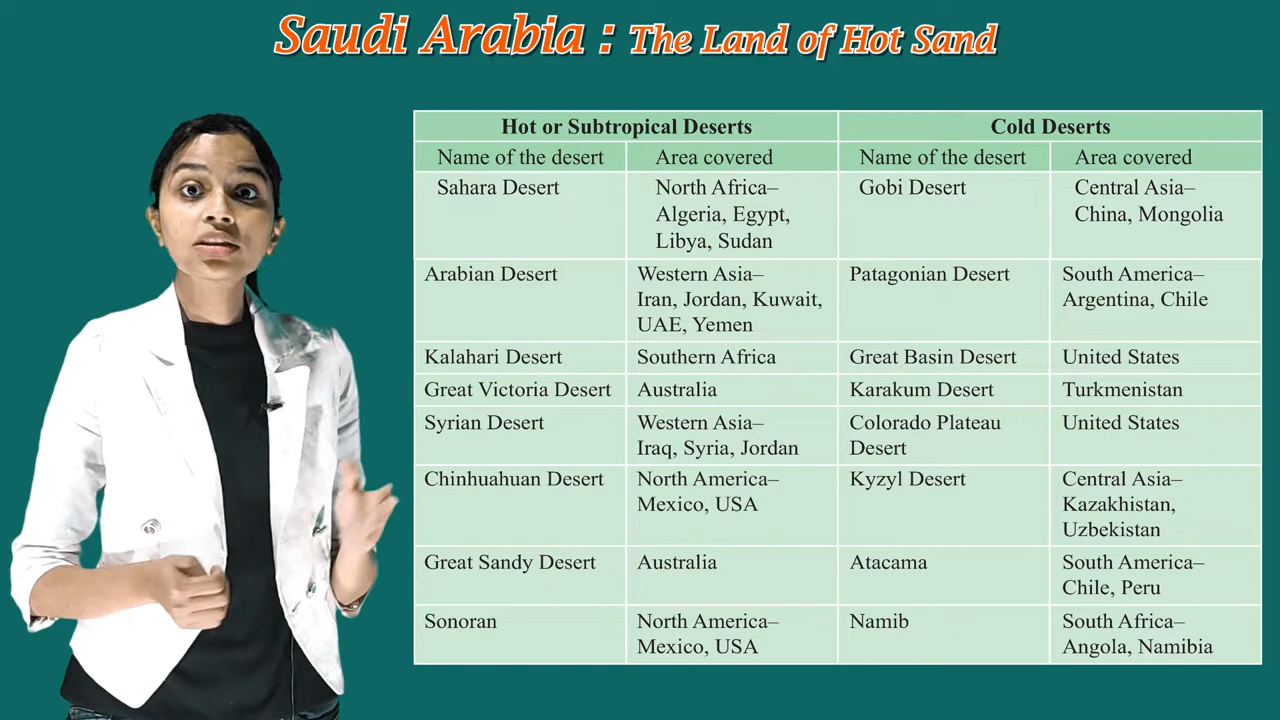 Saudi Arabia : The Land of Hot Sand
Hot or Subtropical Deserts
Cold Deserts
Name of the desert
Area covered
Name of the desert
Area covered
Sahara Desert
North Africa–
Algeria, Egypt,
Libya, Sudan
Gobi Desert
Central Asia–
China, Mongolia
Arabian Desert
Western Asia–
Iran, Jordan, Kuwait,
UAE, Yemen
Patagonian Desert
South America–
Argentina, Chile
Kalahari Desert
Southern Africa
Great Basin Desert
United States
Great Victoria Desert
Australia
Karakum Desert
Turkmenistan
Syrian Desert
Western Asia–
Iraq, Syria, Jordan
Colorado Plateau
Desert
United States
Chinhuahuan Desert
North America–
Mexico, USA
Kyzyl Desert
Central Asia–
Kazakhistan,
Uzbekistan
Great Sandy Desert
Australia
Atacama
South America–
Chile, Peru
Sonoran
North America–
Mexico, USA
Namib
South Africa–
Angola, Namibia